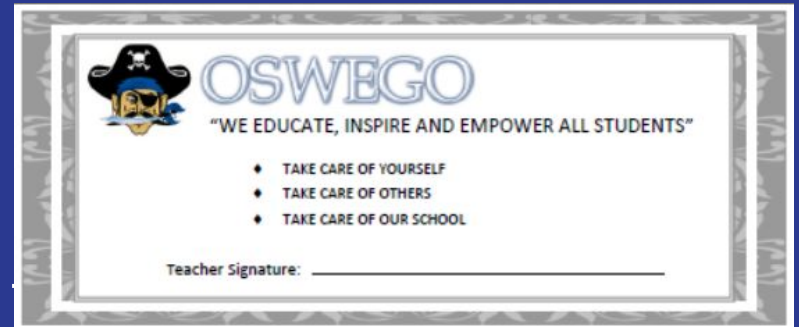 OSWEGO
“WE EDUCATE, INSPIRE AND EMPOWER ALL STUDENTS”
♦ TAKE CARE OF YOURSELF
♦ TAKE CARE OF OTHERS
♦ TAKE CARE OF OUR SCHOOL
Teacher Signature: ____________________